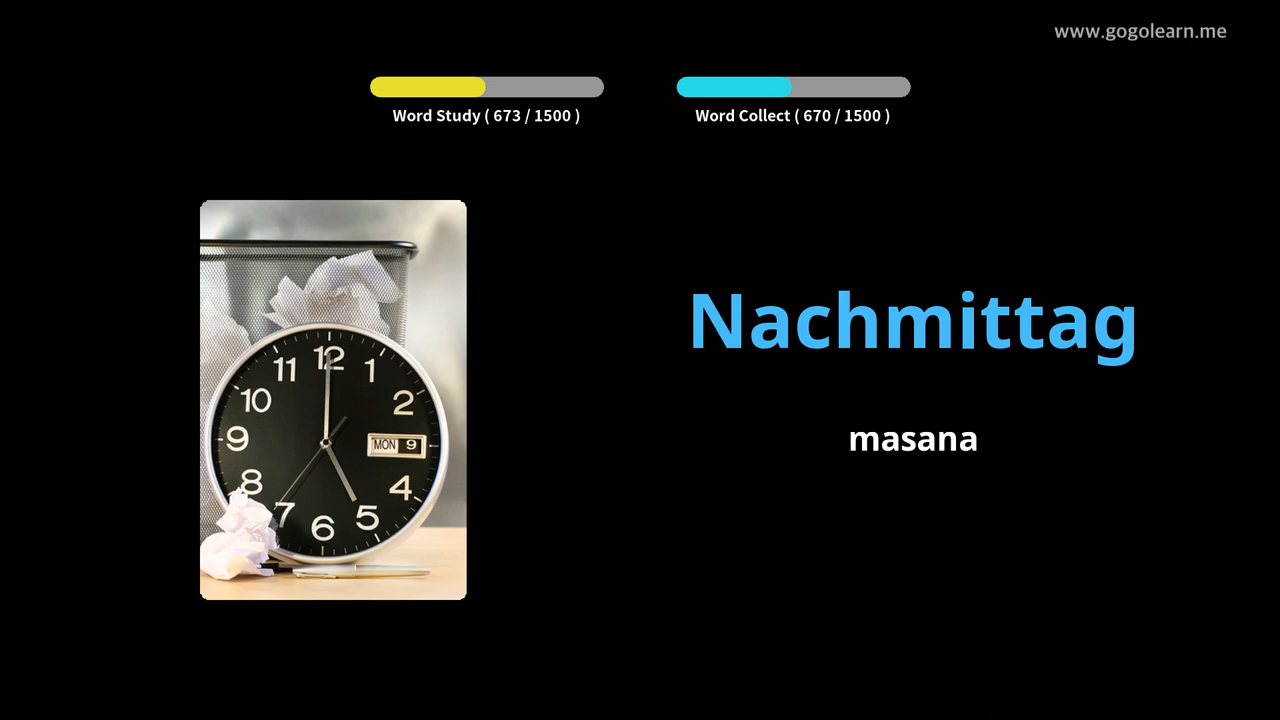 www.gogolearn.me
Word Study ( 673 / 1500 )
Word Collect ( 670 / 1500 )
12
11
1
10
2
9
MON 9
8
4
7
5
6
Nachmittag
masana